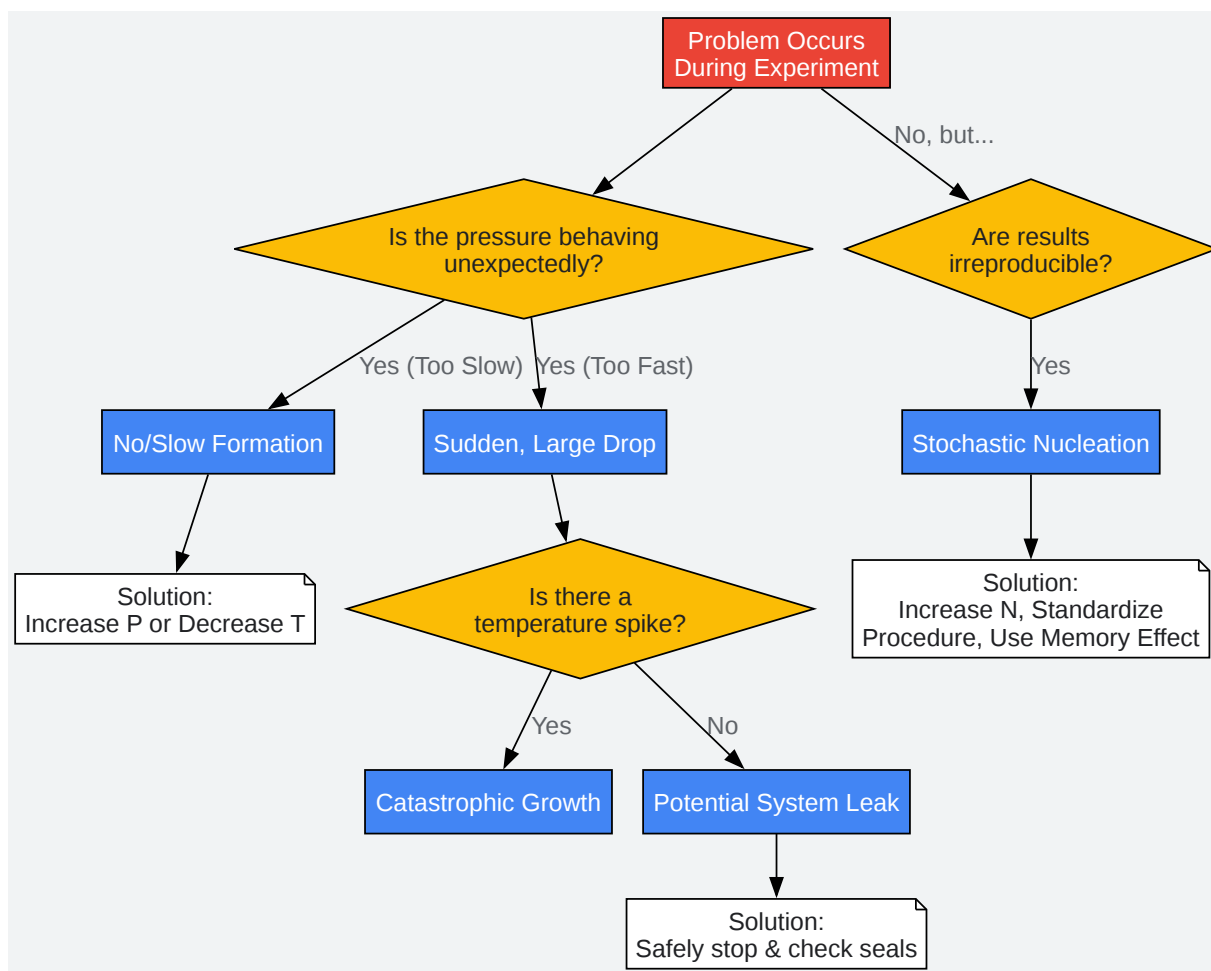 Problem Occurs
During Experiment
No, but...
Is the pressure behaving
unexpectedly?
Are results
irreproducible?
Yes (Too Slow)
Yes (Too Fast)
Yes
No/Slow Formation
Sudden, Large Drop
Stochastic Nucleation
Solution:
Increase P or Decrease T
Is there a
temperature spike?
Solution:
Increase N, Standardize
Procedure, Use Memory Effect
Yes
No
Catastrophic Growth
Potential System Leak
Solution:
Safely stop & check seals